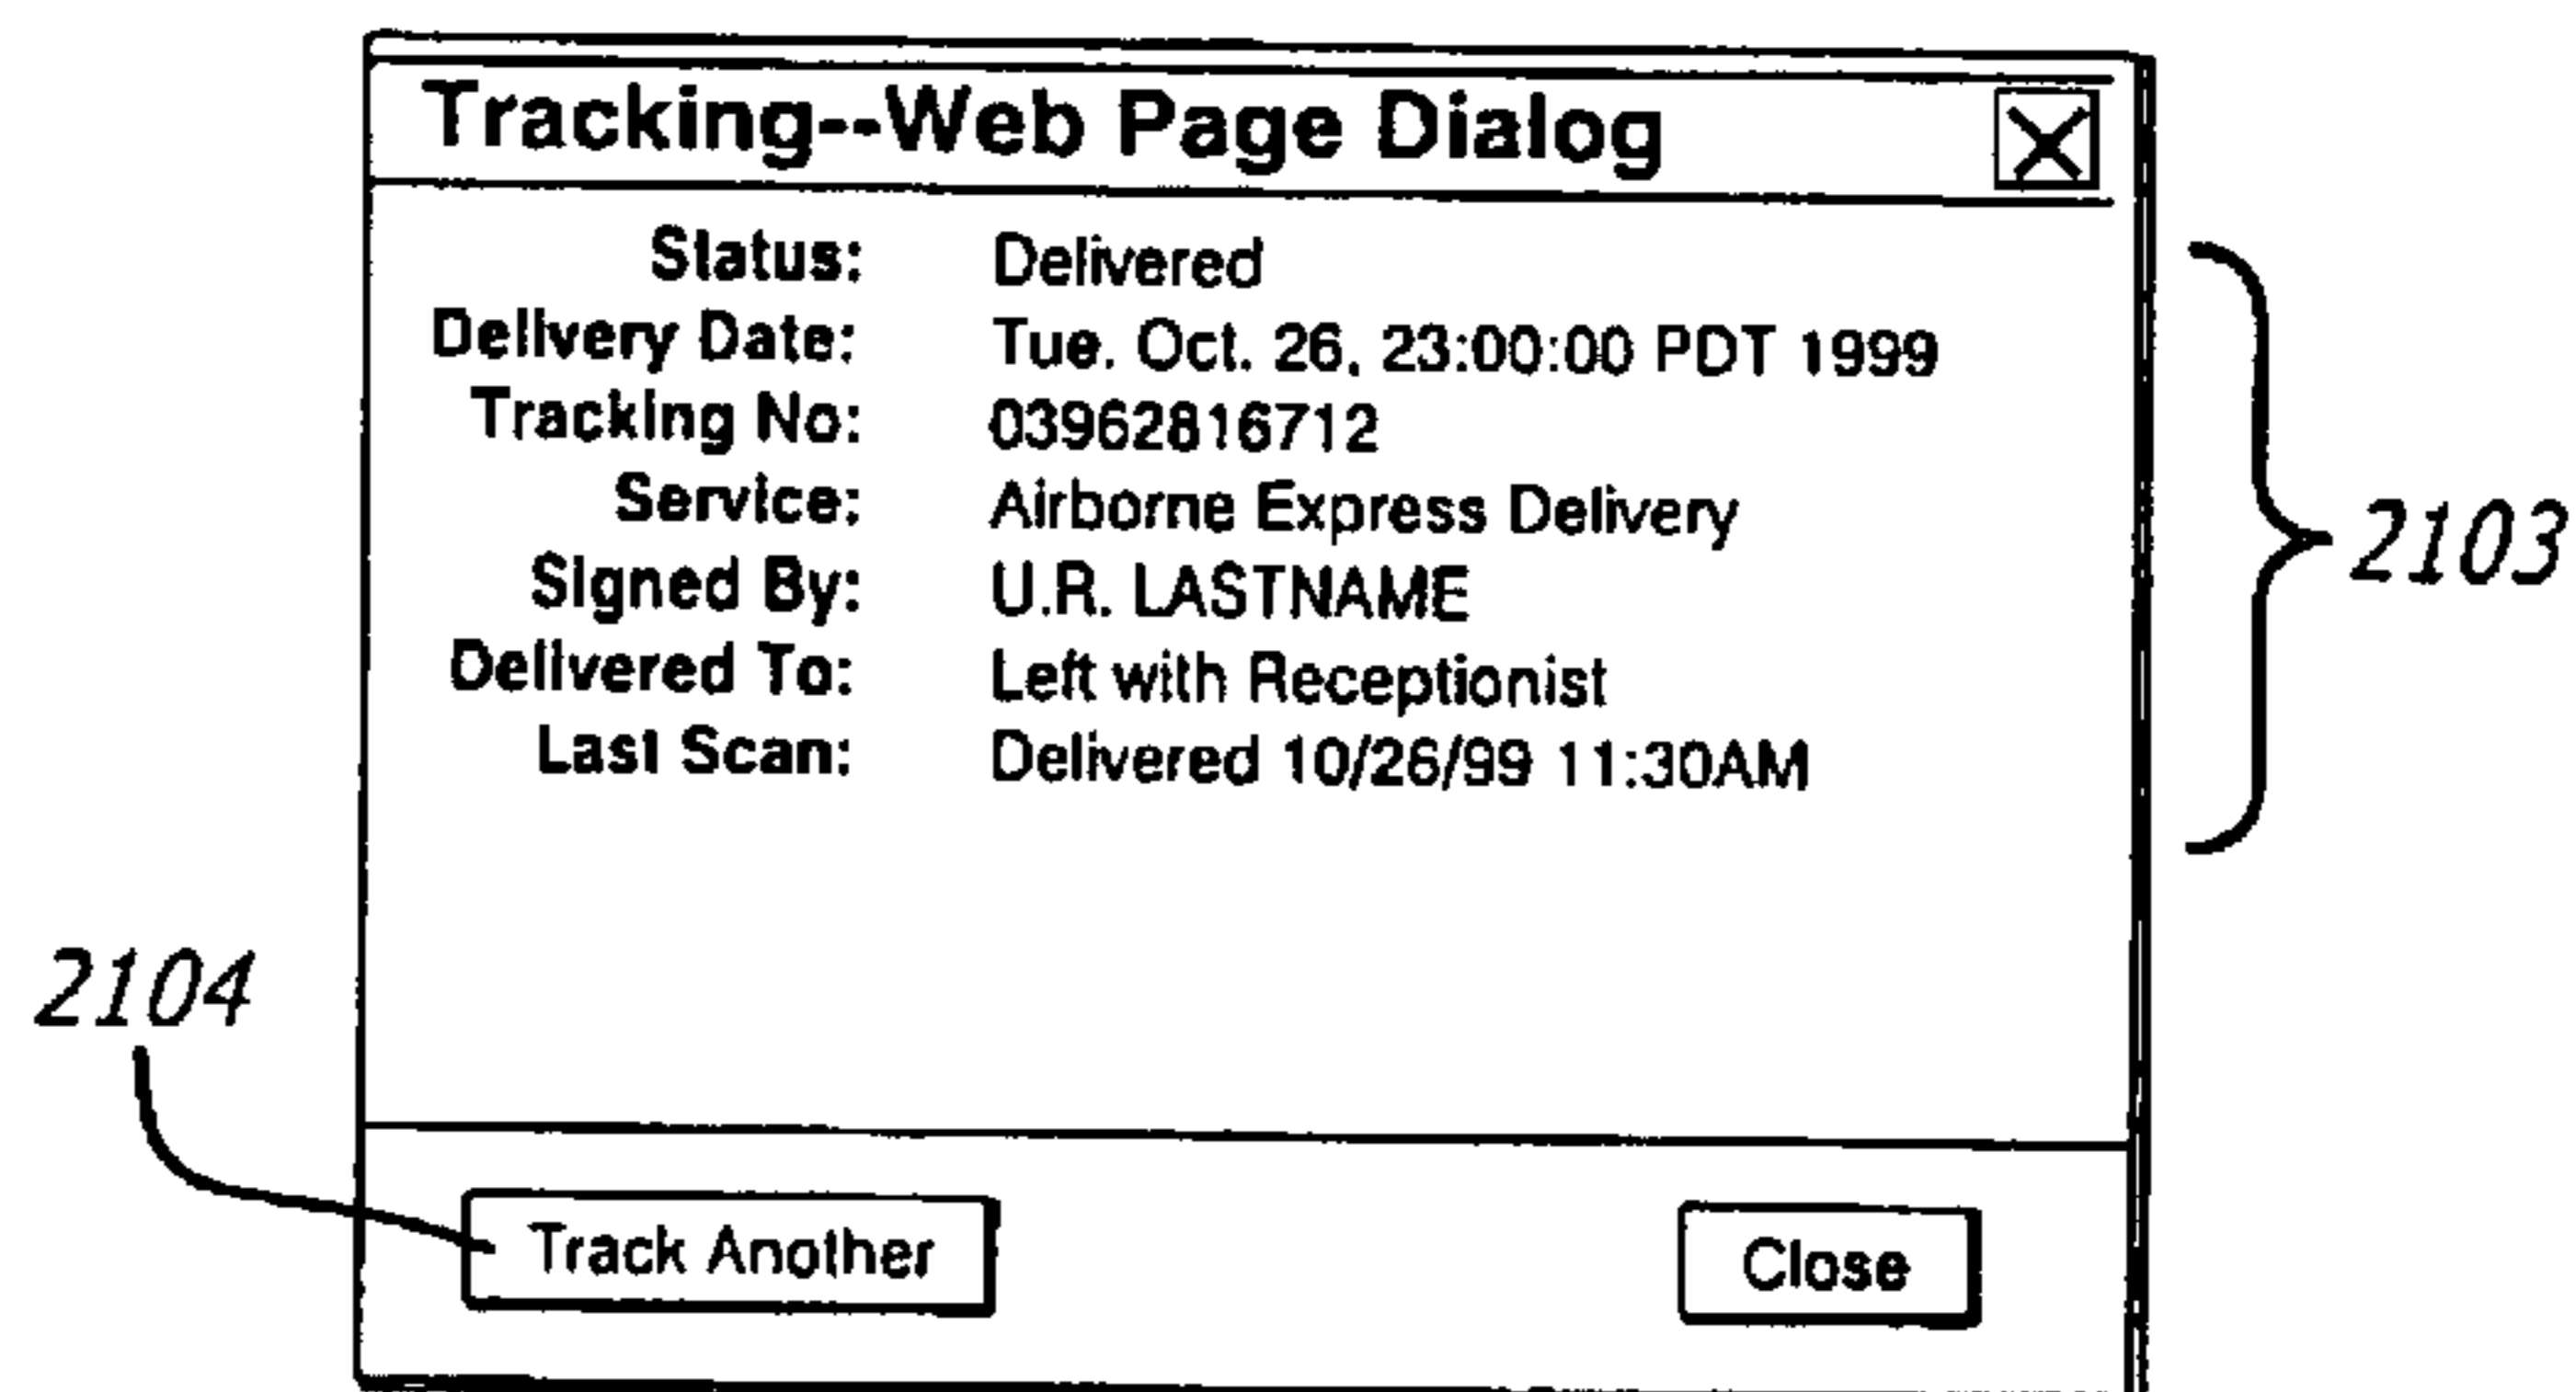 Tracking--Web Page Dialog
Status: Delivered
Delivery Date: Tue. Oct. 26, 23:00:00 PDT 1999
Tracking No: 03962816712
Service: Airborne Express Delivery
Signed By: U.R. LASTNAME
Delivered To: Left with Receptionist
Last Scan: Delivered 10/26/99 11:30AM
2103
2104
Track Another
Close